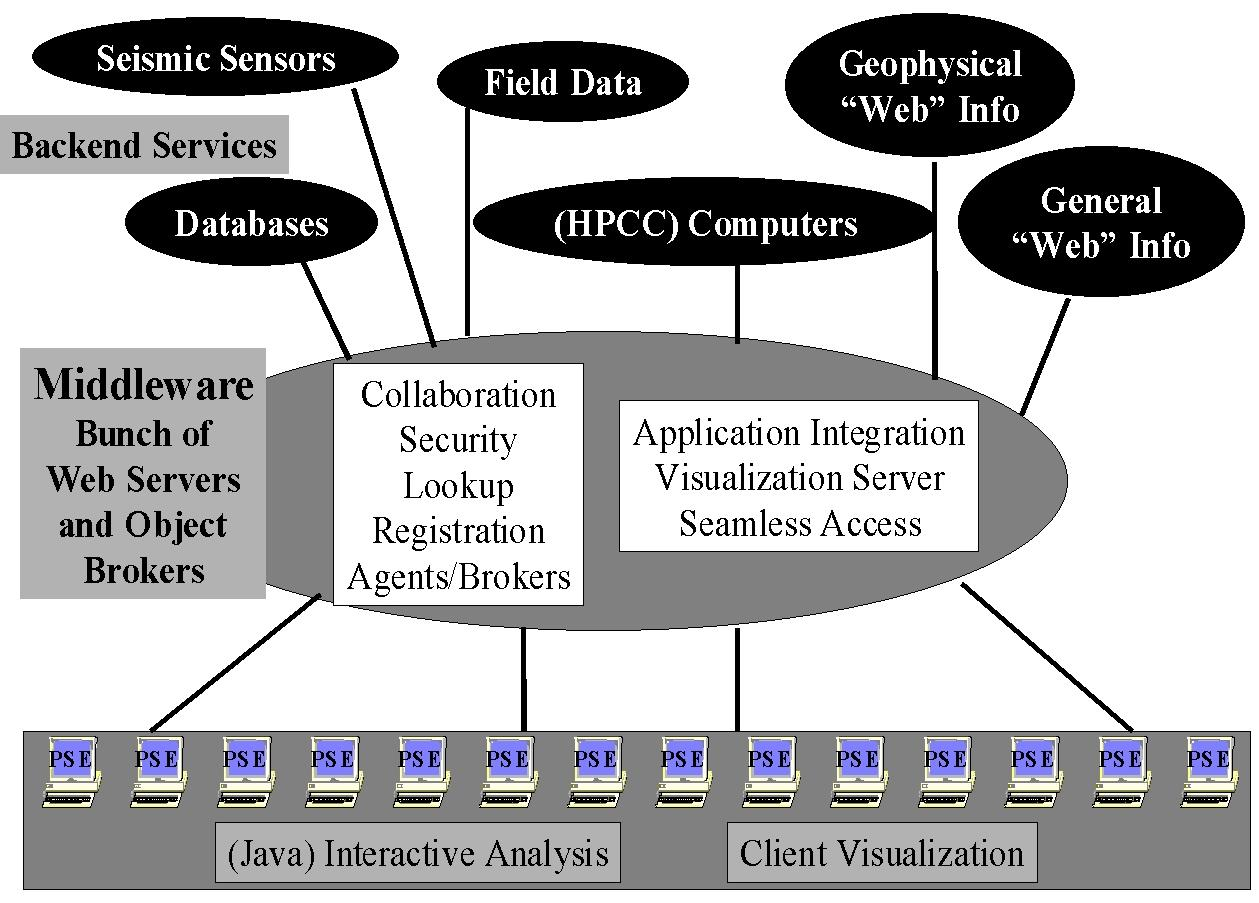 Seismic Sensors
Field Data
Geophysical
“Web” Info
Backend Services
Databases
(HPCC) Computers
General
“Web” Info
Middleware
Bunch of
Web Servers
and Object
Brokers
Collaboration
Security
Lookup
Registration
Agents/Brokers
Application Integration
Visualization Server
Seamless Access
PSE PSE PSE PSE PSE PSE PSE PSE PSE PSE PSE PSE PSE PSE
(Java) Interactive Analysis
Client Visualization